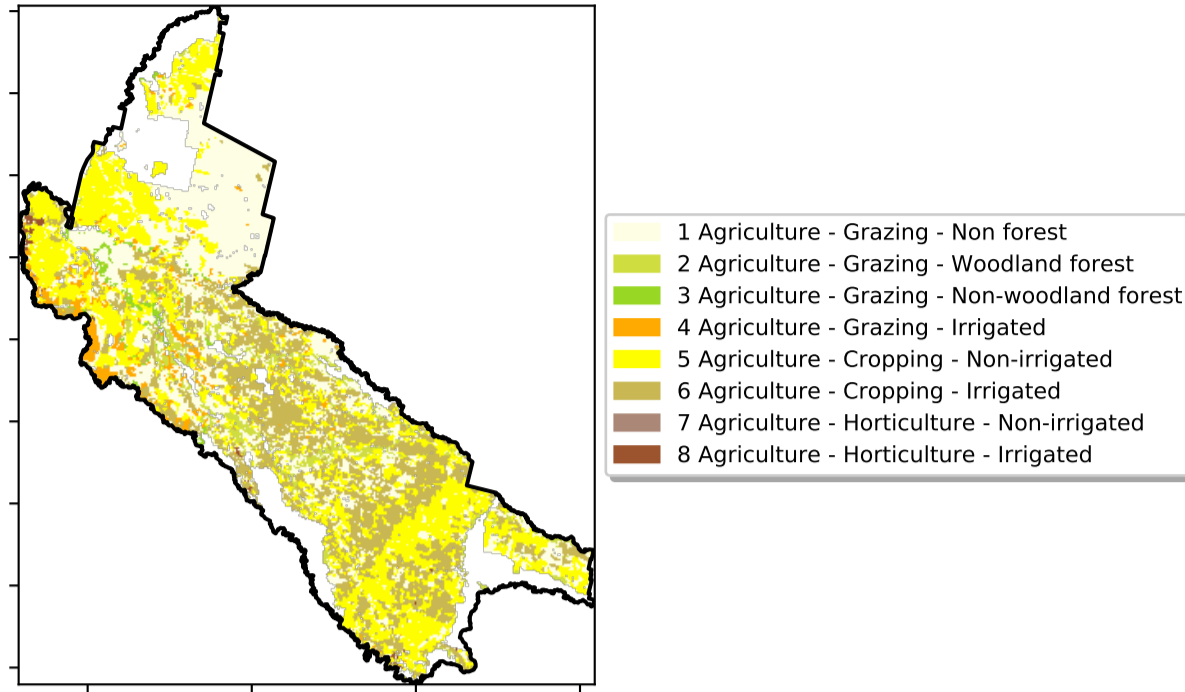 1 Agriculture - Grazing - Non forest
2 Agriculture - Grazing - Woodland forest
3 Agriculture - Grazing - Non-woodland forest
4 Agriculture - Grazing - Irrigated
5 Agriculture - Cropping - Non-irrigated
6 Agriculture - Cropping - Irrigated
7 Agriculture - Horticulture - Non-irrigated
8 Agriculture - Horticulture - Irrigated